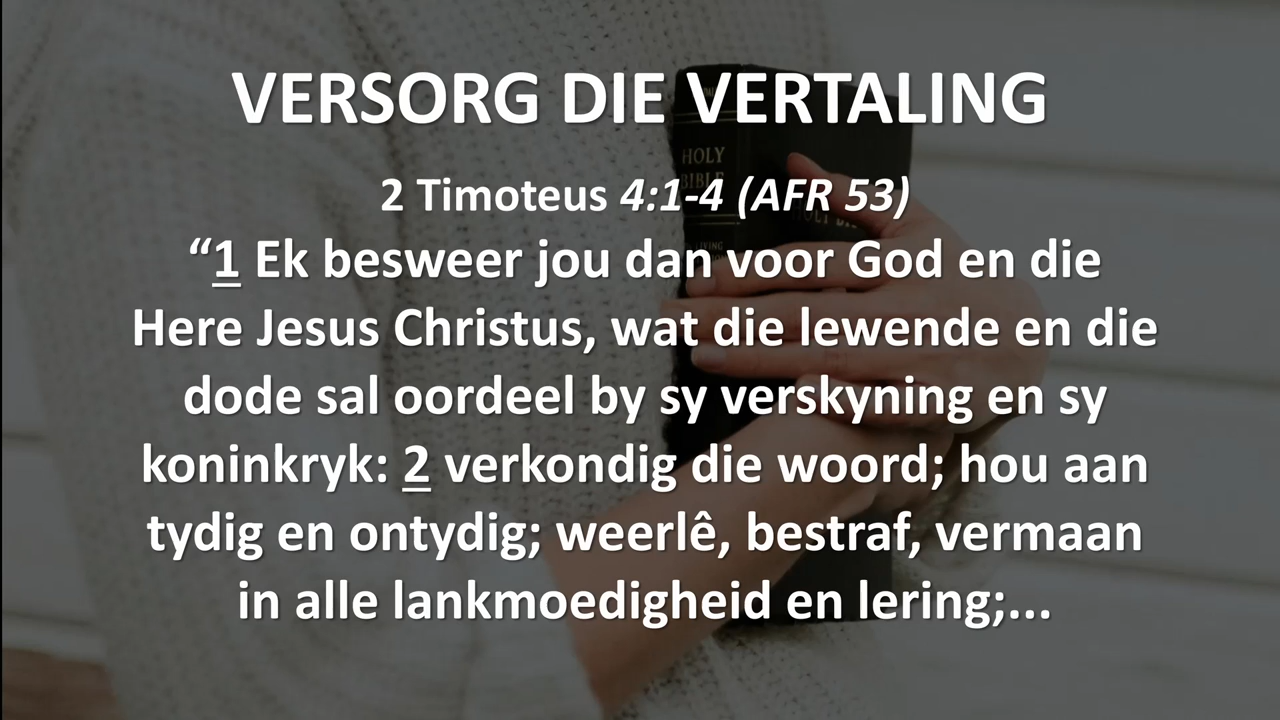 VERSORG DIE VERTALING
2 Timoteus 4:1-4 (AFR 53)
“1 Ek besweer jou dan voor God en die
Here Jesus Christus, wat die lewende en die
dode sal oordeel by sy verskyning en sy
koninkryk: 2 verkondig die woord; hou aan
tydig en ontydig; weerlê, bestraf, vermaan
in alle lankmoedigheid en lering;...
HOLY
BIBLE